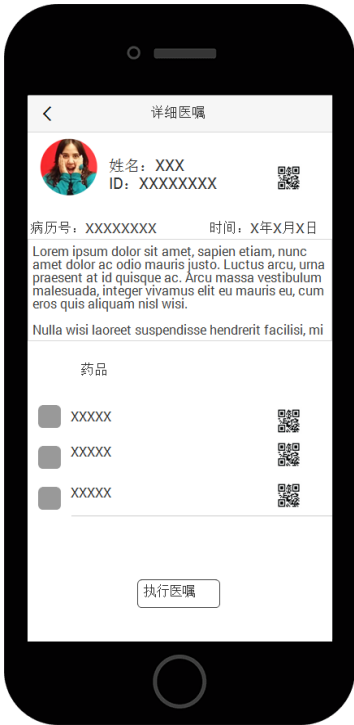 详细医嘱
姓名：XXX
ID：XXXXXXXX
病历号：XXXXXXXX 时间：X年X月X日
Lorem ipsum dolor sit amet, sapien etiam, nunc
amet dolor ac odio mauris justo. Luctus arcu, urna
praesent at id quisque ac. Arcu massa vestibulum
malesuada, integer vivamus elit eu mauris eu, cum
eros quis aliquam nisl wisi.
Nulla wisi laoreet suspendisse hendrerit facilisi, mi
药品
XXXXX
XXXXX
XXXXX
执行医嘱